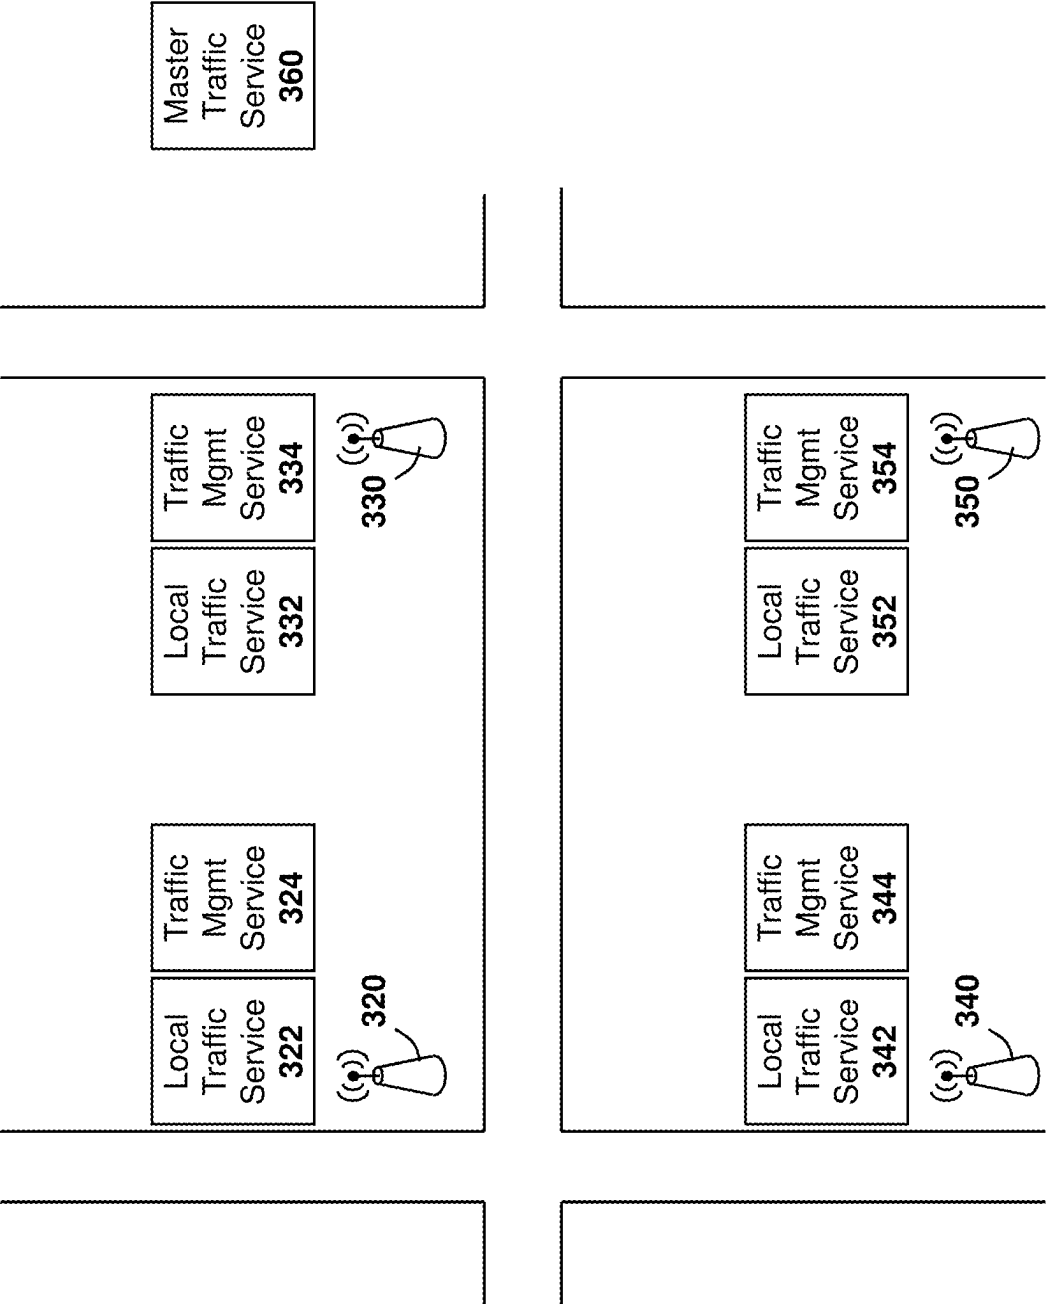 Local
Traffic
Service
322
Traffic
Mgmt
Service
324
Local
Traffic
Service
332
Traffic
Mgmt
Service
334
Master
Traffic
Service
360
320
330
Local
Traffic
Service
342
Traffic
Mgmt
Service
344
Local
Traffic
Service
352
Traffic
Mgmt
Service
354
340
350